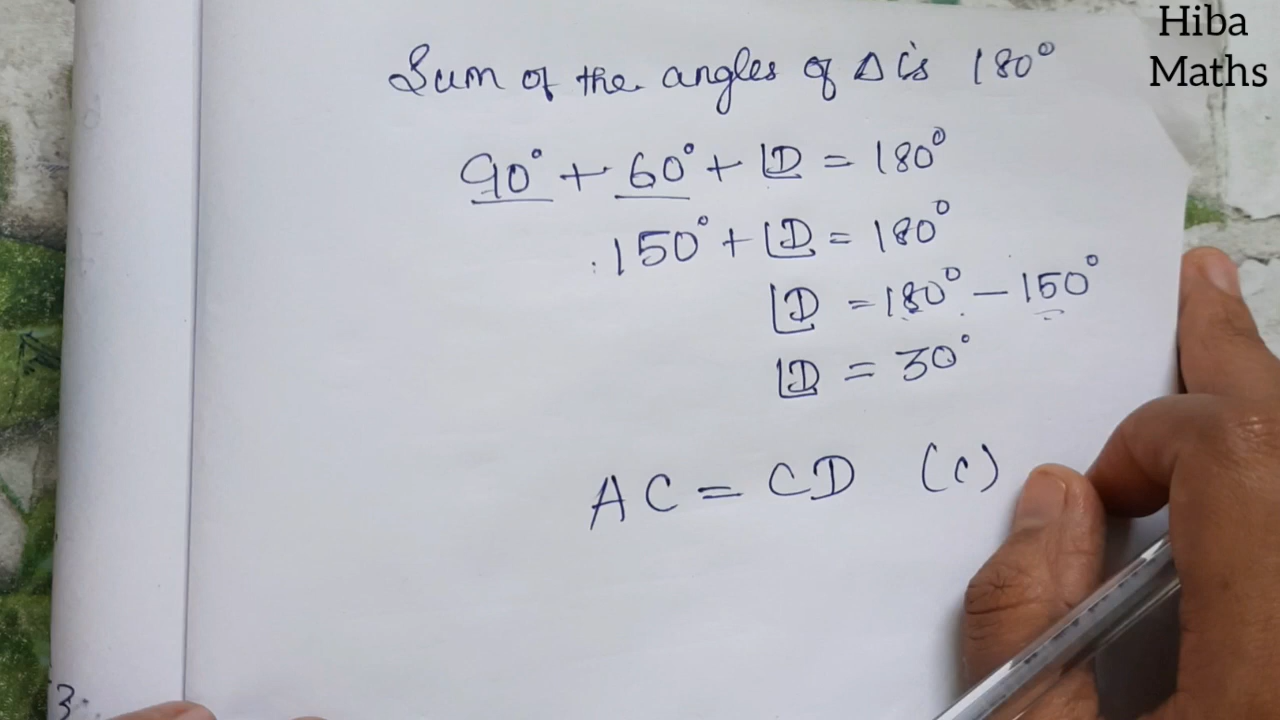 Hiba
Maths
Sum of the angles of Δ is 180°
90° + 60° + ∠D = 180°
150° + ∠D = 180°
∠D = 180° – 150°
∠D = 30°
AC = CD (C)
3.